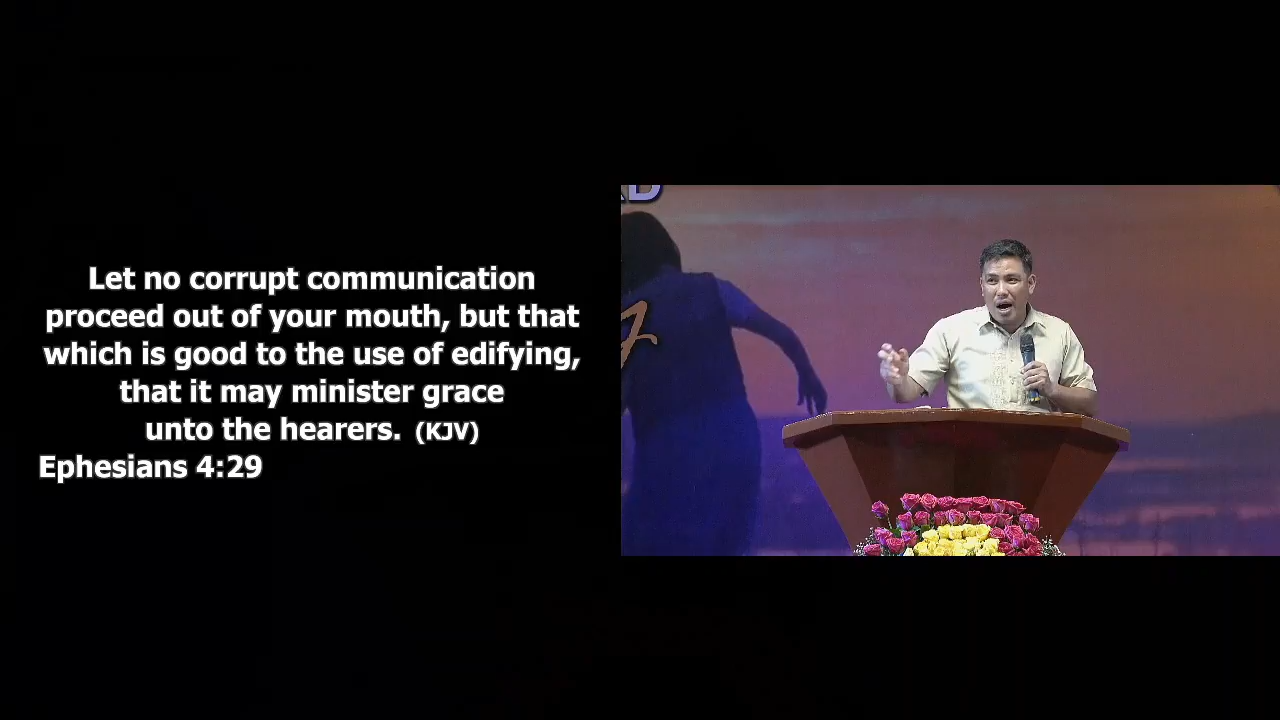 Let no corrupt communication
proceed out of your mouth, but that
which is good to the use of edifying,
that it may minister grace
unto the hearers. (KJV)
Ephesians 4:29